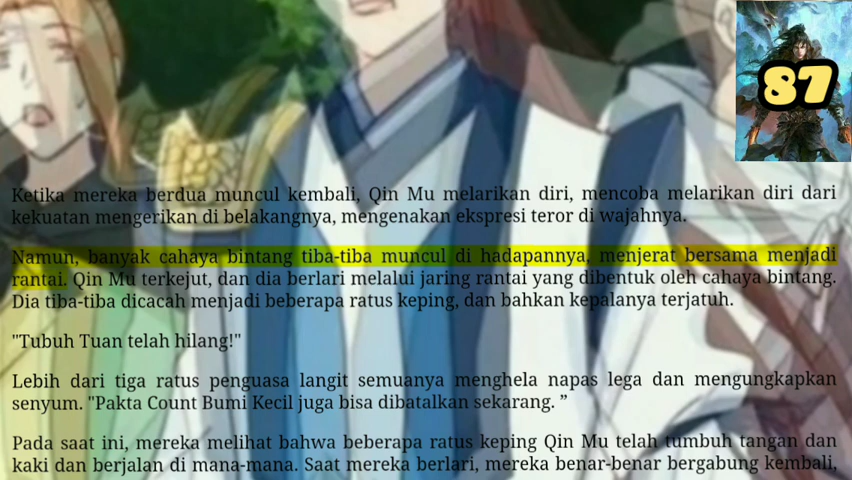 87
Ketika mereka berdua muncul kembali, Qin Mu melarikan diri, mencoba melarikan diri dari
kekuatan mengerikan di belakangnya, mengenakan ekspresi teror di wajahnya.
Namun, banyak cahaya bintang tiba-tiba muncul di hadapannya, menjerat bersama menjadi
rantai. Qin Mu terkejut, dan dia berlari melalui jaring rantai yang dibentuk oleh cahaya bintang.
Dia tiba-tiba dicacah menjadi beberapa ratus keping, dan bahkan kepalanya terjatuh.
"Tubuh Tuan telah hilang!"
Lebih dari tiga ratus penguasa langit semuanya menghela napas lega dan mengungkapkan
senyum. "Pakta Count Bumi Kecil juga bisa dibatalkan sekarang. ”
Pada saat ini, mereka melihat bahwa beberapa ratus keping Qin Mu telah tumbuh tangan dan
kaki dan berjalan di mana-mana. Saat mereka berlari, mereka benar-benar bergabung kembali,